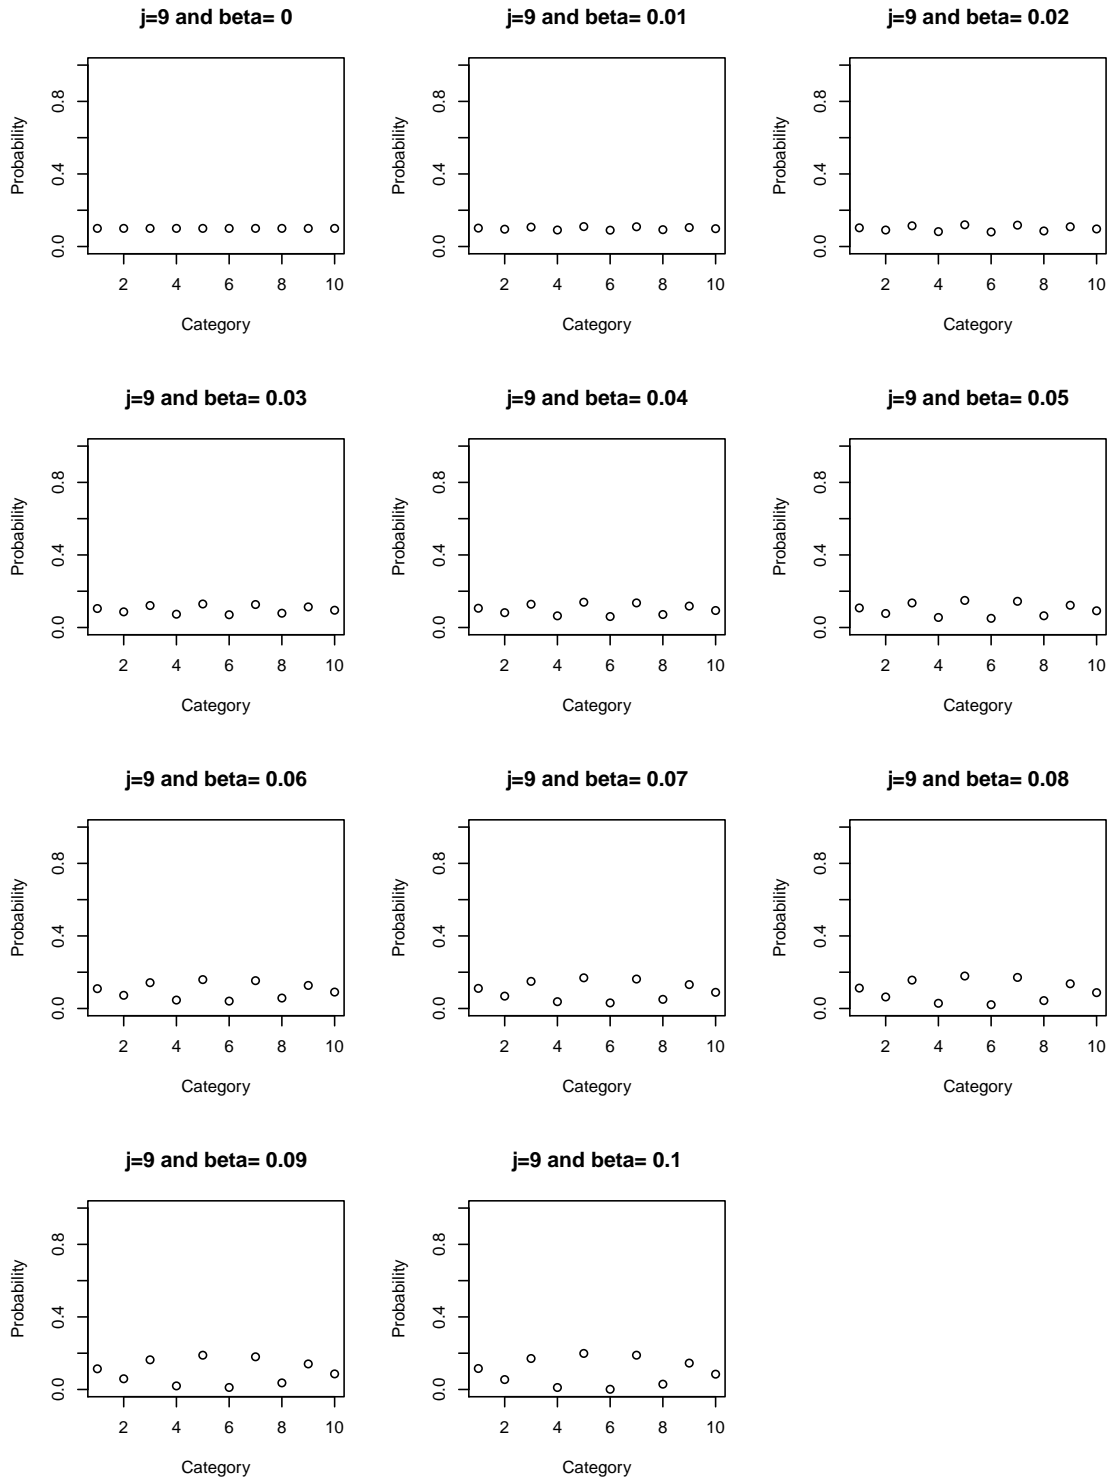 j=9 and beta= 0
Probability
0.0 0.4 0.8
2 4 6 8 10
Category
j=9 and beta= 0.01
Probability
0.0 0.4 0.8
2 4 6 8 10
Category
j=9 and beta= 0.02
Probability
0.0 0.4 0.8
2 4 6 8 10
Category
j=9 and beta= 0.03
Probability
0.0 0.4 0.8
2 4 6 8 10
Category
j=9 and beta= 0.04
Probability
0.0 0.4 0.8
2 4 6 8 10
Category
j=9 and beta= 0.05
Probability
0.0 0.4 0.8
2 4 6 8 10
Category
j=9 and beta= 0.06
Probability
0.0 0.4 0.8
2 4 6 8 10
Category
j=9 and beta= 0.07
Probability
0.0 0.4 0.8
2 4 6 8 10
Category
j=9 and beta= 0.08
Probability
0.0 0.4 0.8
2 4 6 8 10
Category
j=9 and beta= 0.09
Probability
0.0 0.4 0.8
2 4 6 8 10
Category
j=9 and beta= 0.1
Probability
0.0 0.4 0.8
2 4 6 8 10
Category